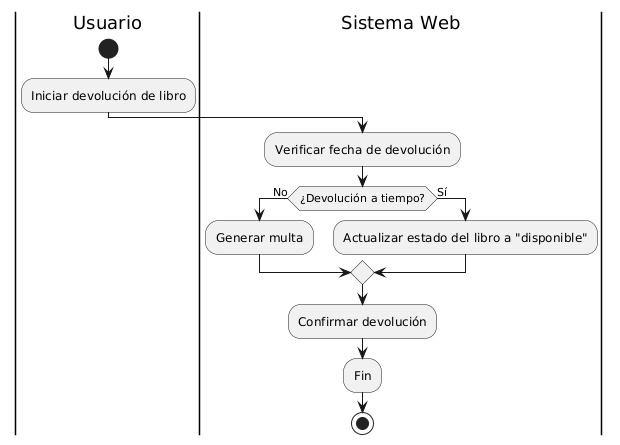 Usuario
Sistema Web
Iniciar devolución de libro
Verificar fecha de devolución
No
¿Devolución a tiempo?
Sí
Generar multa
Actualizar estado del libro a "disponible"
Confirmar devolución
Fin